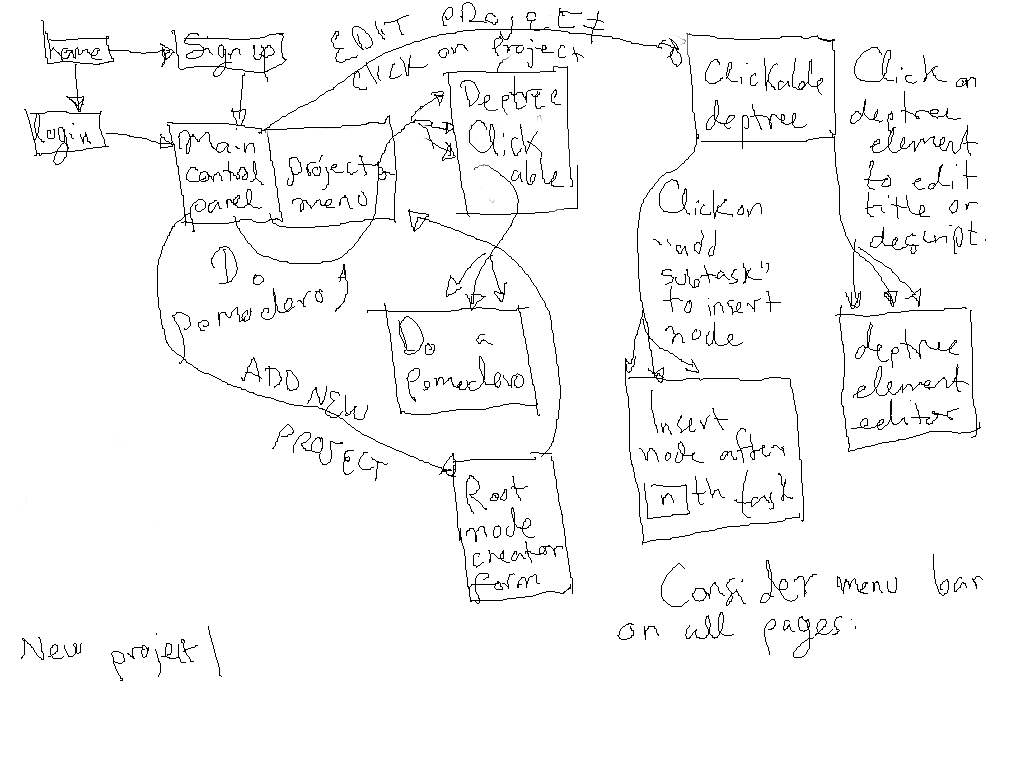 home
Sign up
login
EDIT PROJECT
CLICK on Project
Main
control
panel
projects
menu
Deptree
Click
able
Do
pomodoro
ADD NEW
PROJECT
Do a
pomodoro
Root
node
creator
form
Clickable
deptree
Click on
"add
subtask"
to insert
node
Insert
node after
n th task
Click on
deptree
element
to edit
title or
descript.
deptree
element
editor
Consider menu bar
on all pages.
New project